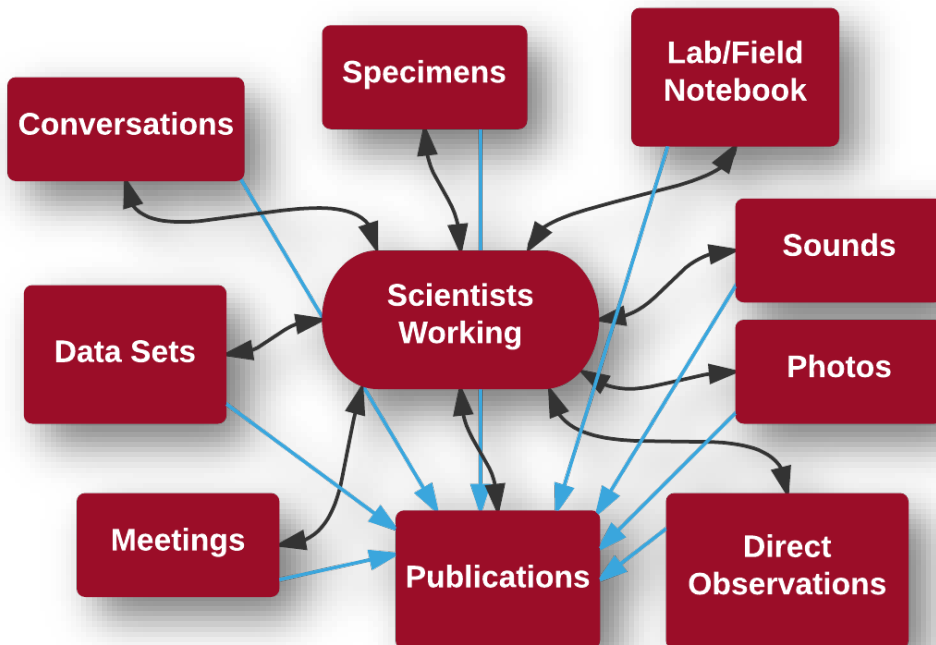 Specimens
Lab/Field
Notebook
Conversations
Sounds
Scientists
Working
Data Sets
Photos
Meetings
Direct
Observations
Publications